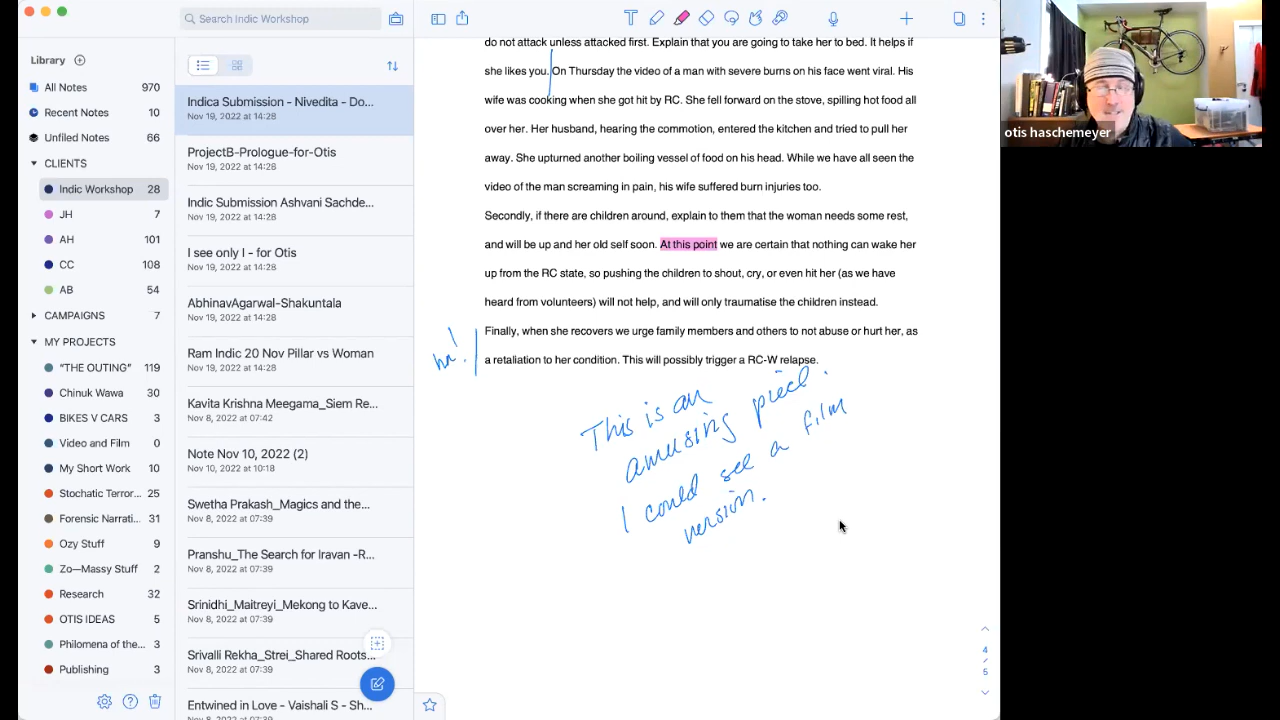 Search Indic Workshop
Library
All Notes 970
Recent Notes 10
Unfiled Notes 66
CLIENTS
Indic Workshop 28
JH 7
AH 101
CC 108
AB 54
CAMPAIGNS 7
MY PROJECTS
“THE OUTING” 119
Chinuk Wawa 30
BIKES V CARS 3
Video and Film 0
My Short Work 10
Stochatic Terror... 25
Forensic Narrati... 31
Ozy Stuff 9
Zo—Massy Stuff 2
Research 32
OTIS IDEAS 5
Philomena of the... 3
Publishing 3
Indica Submission - Nivedita - Do...
Nov 19, 2022 at 14:28
ProjectB-Prologue-for-Otis
Nov 19, 2022 at 14:28
Indic Submission Ashvani Sachde...
Nov 19, 2022 at 14:28
I see only I - for Otis
Nov 19, 2022 at 14:28
AbhinavAgarwal-Shakuntala
Nov 19, 2022 at 14:28
Ram Indic 20 Nov Pillar vs Woman
Nov 19, 2022 at 14:28
Kavita Krishna Meegama_Siem Re...
Nov 8, 2022 at 07:42
Note Nov 10, 2022 (2)
Nov 10, 2022 at 10:18
Swetha Prakash_Magics and the...
Nov 8, 2022 at 07:39
Pranshu_The Search for Iravan -R...
Nov 8, 2022 at 07:39
Srinidhi_Maitreyi_Mekong to Kave...
Nov 8, 2022 at 07:39
Srivalli Rekha_Strei_Shared Roots...
Nov 8, 2022 at 07:39
Entwined in Love - Vaishali S - Sh...
Nov 8, 2022 at 07:39
do not attack unless attacked first. Explain that you are going to take her to bed. It helps if
she likes you. On Thursday the video of a man with severe burns on his face went viral. His
wife was cooking when she got hit by RC. She fell forward on the stove, spilling hot food all
over her. Her husband, hearing the commotion, entered the kitchen and tried to pull her
away. She upturned another boiling vessel of food on his head. While we have all seen the
video of the man screaming in pain, his wife suffered burn injuries too.
Secondly, if there are children around, explain to them that the woman needs some rest,
and will be up and her old self soon. At this point we are certain that nothing can wake her
up from the RC state, so pushing the children to shout, cry, or even hit her (as we have
heard from volunteers) will not help, and will only traumatise the children instead.
Finally, when she recovers we urge family members and others to not abuse or hurt her, as
a retaliation to her condition. This will possibly trigger a RC-W relapse.
This is an
amusing piece.
I could see a film
version.
4
/
5
otis haschemeyer